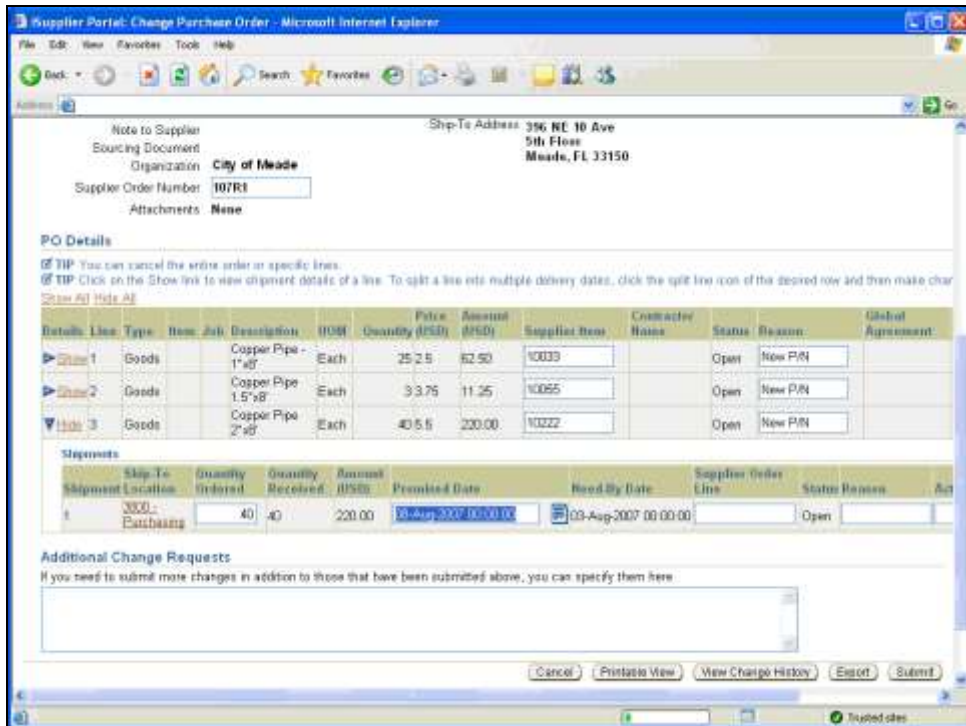 iSupplier Portal: Change Purchase Order - Microsoft Internet Explorer
File Edit View Favorites Tools Help
Back Search Favorites
Address Go
Note to Supplier
Sourcing Document
Organization City of Meade
Supplier Order Number 107R1
Attachments None
Ship-To Address 396 NE 10 Ave
5th Floor
Meade, FL 33150
PO Details
TIP You can cancel the entire order or specific lines.
TIP Click on the Show link to view shipment details of a line. To split a line into multiple delivery dates, click the split line icon of the desired row and then make char
Show All Hide All
Details Line Type Item Job Description UOM Quantity Price (USD) Amount (USD) Supplier Item Contractor Name Status Reason Global Agreement
Show 1 Goods Copper Pipe - 1"x8' Each 25 2.5 62.50 10033 Open New P/N
Show 2 Goods Copper Pipe 1.5"x8' Each 3 3.75 11.25 10055 Open New P/N
Hide 3 Goods Copper Pipe 2"x8' Each 40 5.5 220.00 10222 Open New P/N
Shipments
Shipment Ship-To Location Quantity Ordered Quantity Received Amount (USD) Promised Date Need-By Date Supplier Order Line Status Reason Act
1 Purchasing 40 40 220.00 03-Aug-2007 00:00:00 Open
Additional Change Requests
If you need to submit more changes in addition to those that have been submitted above, you can specify them here
Cancel Printable View View Change History Export Submit
Trusted sites